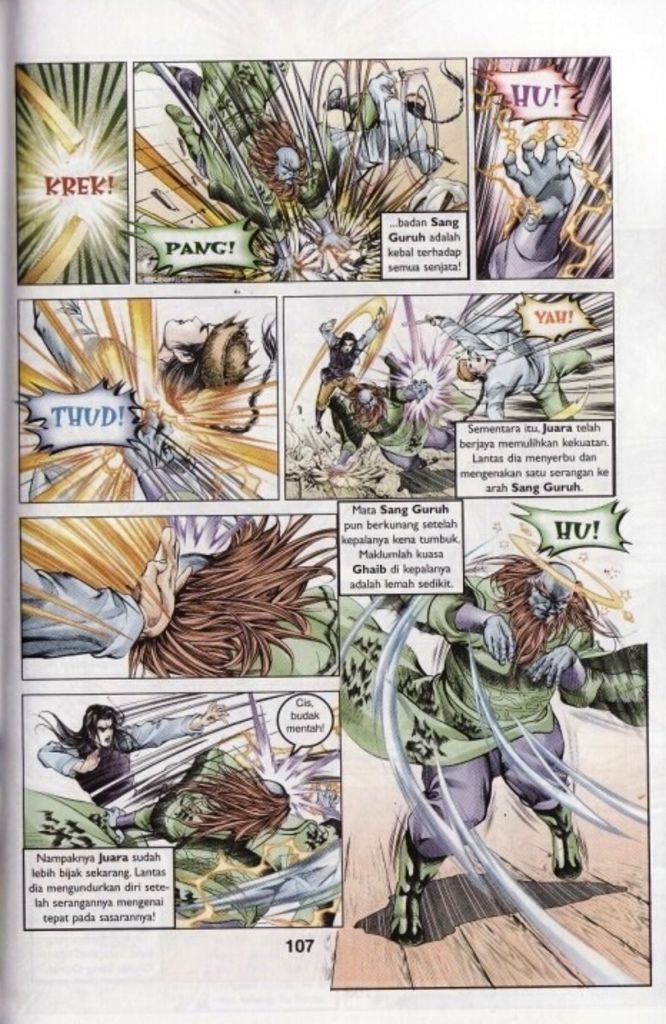 KREK!
PANG!
...badan Sang
Guruh adalah
kebal terhadap
semua senjata!
HU!
THUD!
YAH!
Sementara itu, Juara telah
berjaya memulihkan kekuatan.
Lantas dia menyerbu dan
mengenakan satu serangan ke
arah Sang Guruh.
Mata Sang Guruh
pun berkunang setelah
kepalanya kena tumbuk.
Maklumlah kuasa
Ghaib di kepalanya
adalah lemah sedikit.
HU!
Cis,
budak
mentah!
Nampaknya Juara sudah
lebih bijak sekarang. Lantas
dia mengundurkan diri sete-
lah serangannya mengenai
tepat pada sasarannya!
107